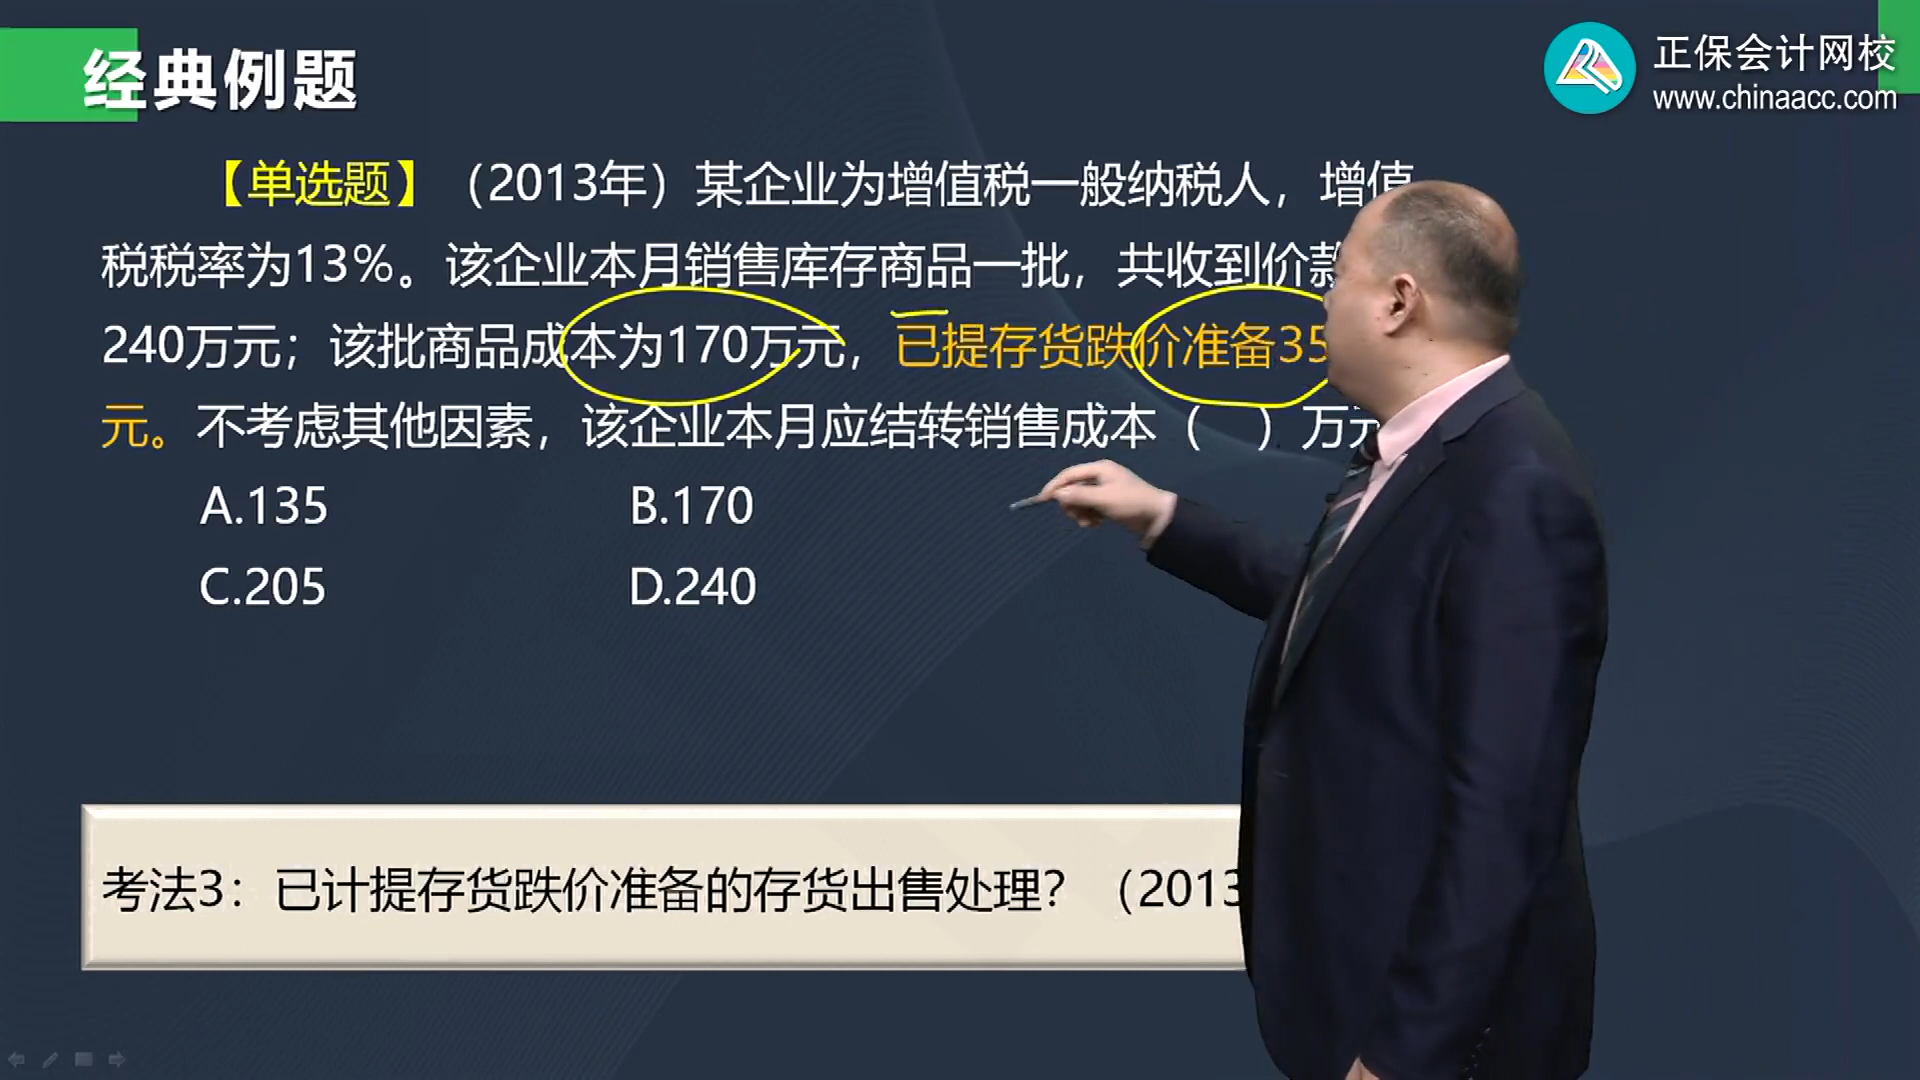 经典例题
正保会计网校
www.chinaacc.com
【单选题】（2013年）某企业为增值税一般纳税人，增值
税税率为13%。该企业本月销售库存商品一批，共收到价款
240万元；该批商品成本为170万元，已提存货跌价准备35
元。不考虑其他因素，该企业本月应结转销售成本（ ）万元
A.135 B.170
C.205 D.240
考法3：已计提存货跌价准备的存货出售处理？（2013